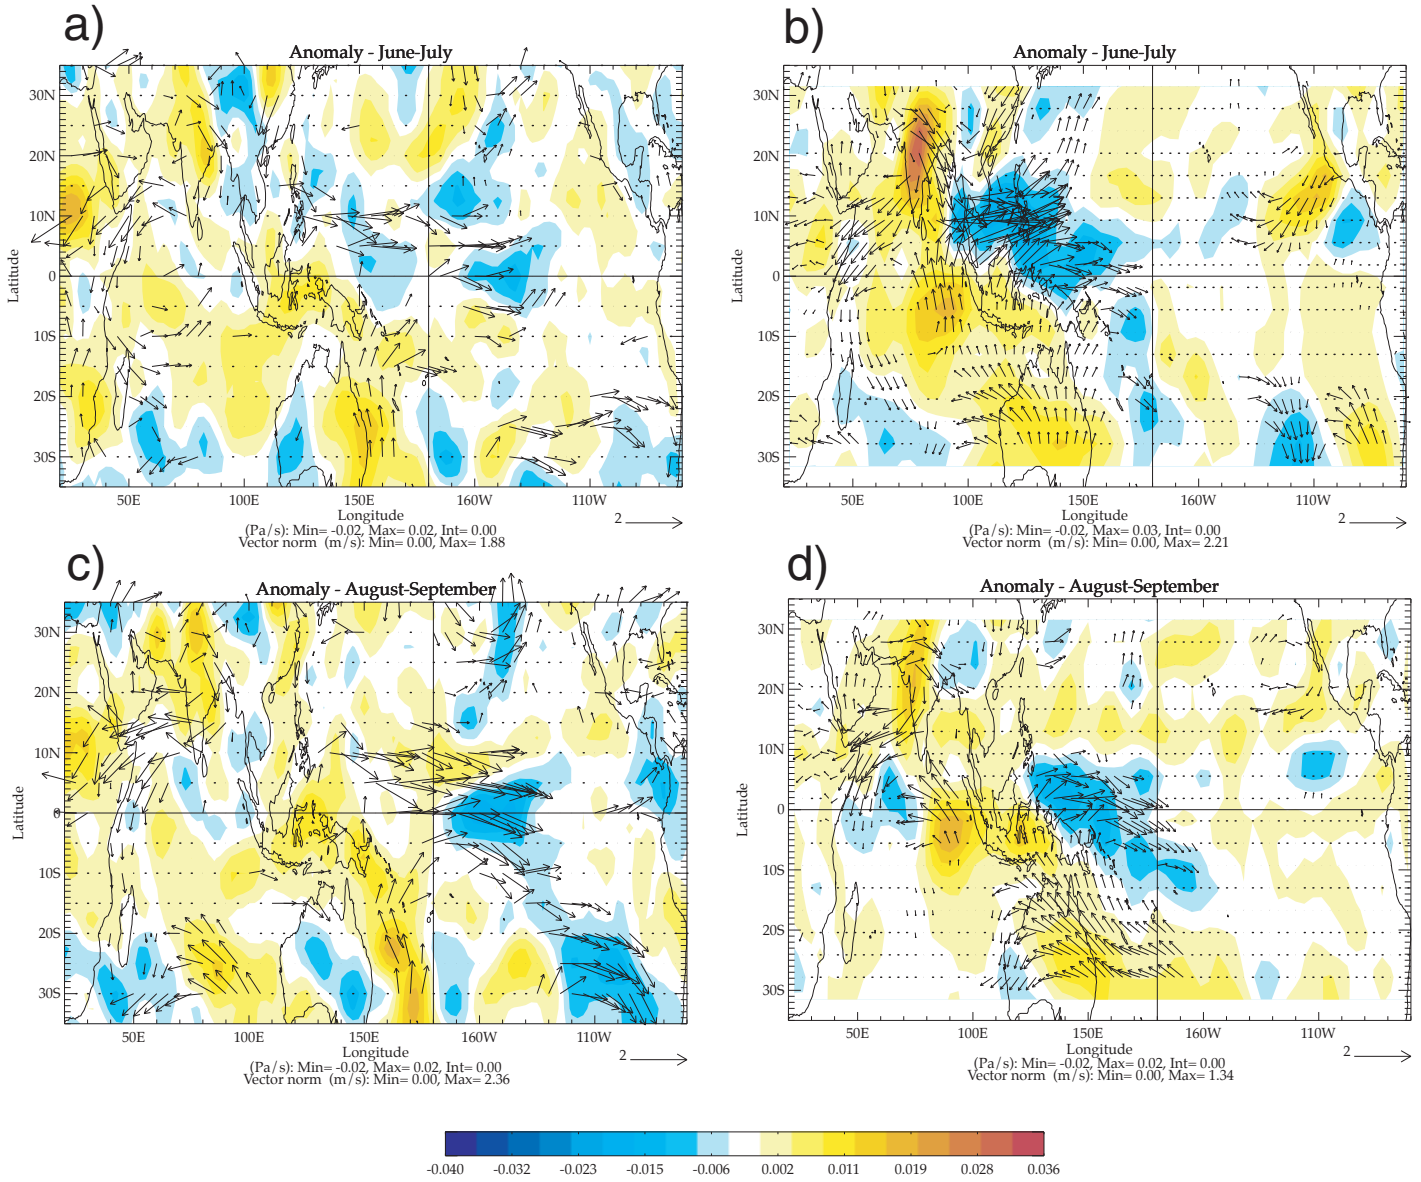 a)
Anomaly - June-July
30N
20N
10N
0
10S
20S
30S
Latitude
50E 100E 150E 160W 110W
Longitude
(Pa/s): Min= -0.02, Max= 0.02, Int= 0.00
Vector norm (m/s): Min= 0.00, Max= 1.88
2
b)
Anomaly - June-July
30N
20N
10N
0
10S
20S
30S
Latitude
50E 100E 150E 160W 110W
Longitude
(Pa/s): Min= -0.02, Max= 0.03, Int= 0.00
Vector norm (m/s): Min= 0.00, Max= 2.21
2
c)
Anomaly - August-September
30N
20N
10N
0
10S
20S
30S
Latitude
50E 100E 150E 160W 110W
Longitude
(Pa/s): Min= -0.02, Max= 0.02, Int= 0.00
Vector norm (m/s): Min= 0.00, Max= 2.36
2
d)
Anomaly - August-September
30N
20N
10N
0
10S
20S
30S
Latitude
50E 100E 150E 160W 110W
Longitude
(Pa/s): Min= -0.02, Max= 0.02, Int= 0.00
Vector norm (m/s): Min= 0.00, Max= 1.34
2
-0.040 -0.032 -0.023 -0.015 -0.006 0.002 0.011 0.019 0.028 0.036